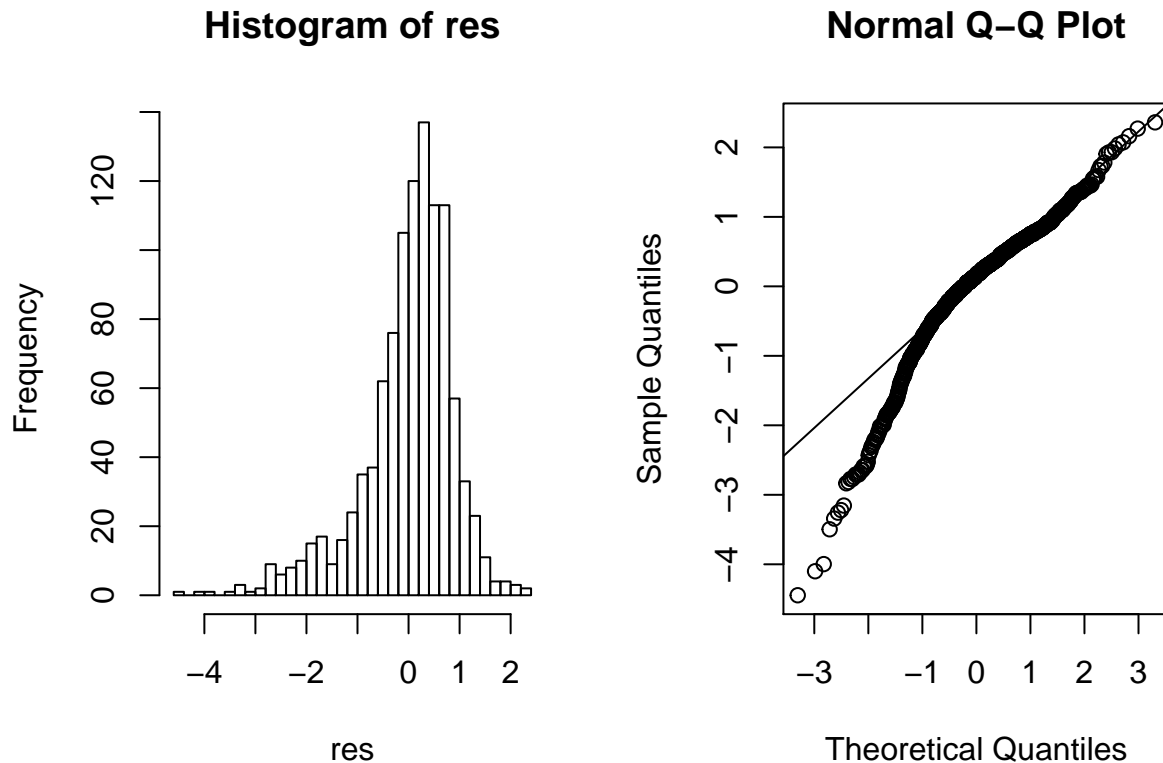 Histogram of res
Frequency
0 20 40 60 80 120
−4 −2 0 1 2
res
Normal Q−Q Plot
Sample Quantiles
−4 −3 −2 −1 0 1 2
−3 −1 0 1 2 3
Theoretical Quantiles